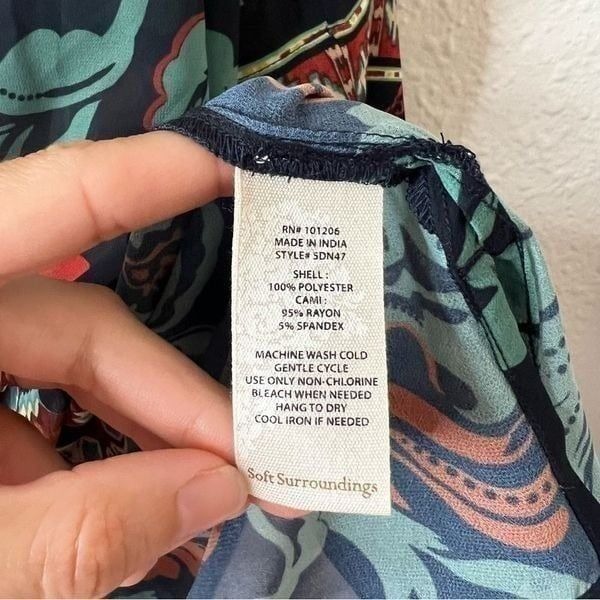 RN# 101206
MADE IN INDIA
STYLE# 5DN47
SHELL :
100% POLYESTER
CAMI :
95% RAYON
5% SPANDEX
MACHINE WASH COLD
GENTLE CYCLE
USE ONLY NON-CHLORINE
BLEACH WHEN NEEDED
HANG TO DRY
COOL IRON IF NEEDED
Soft Surroundings